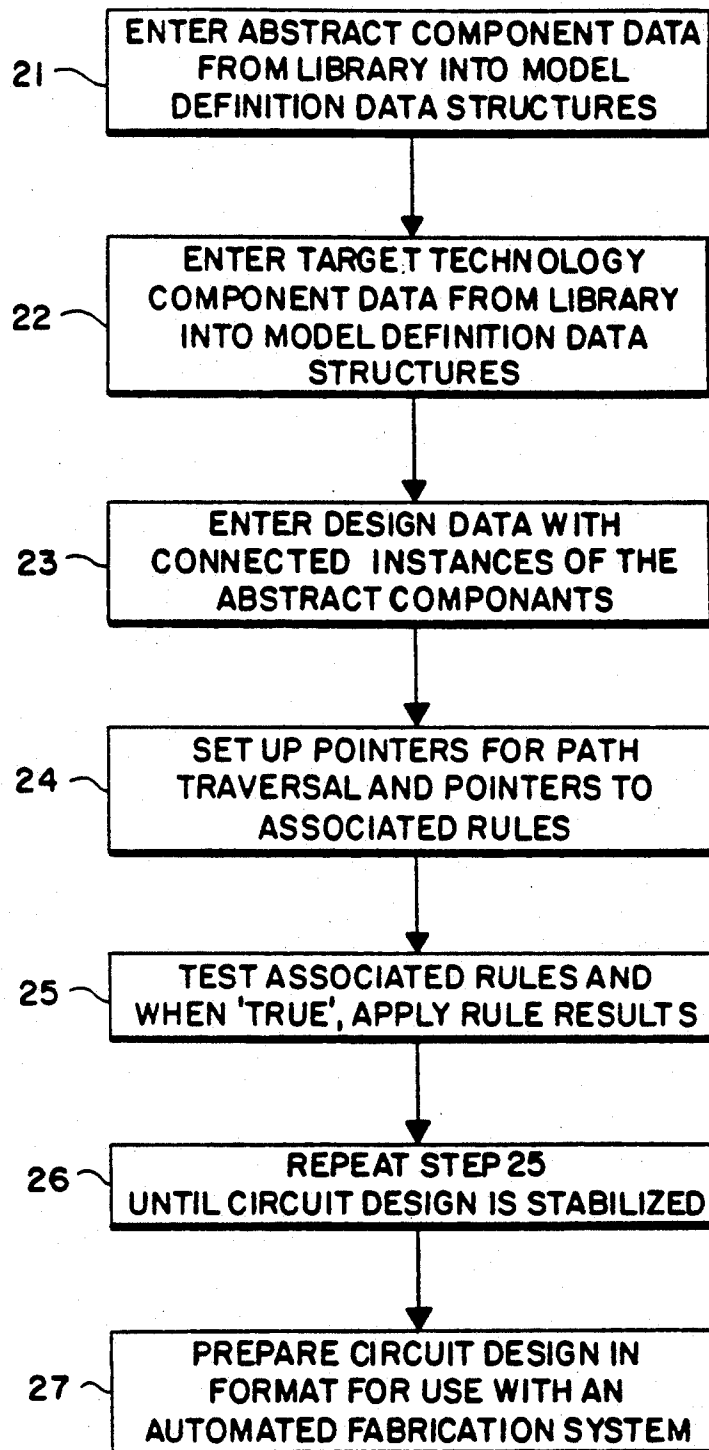 ENTER ABSTRACT COMPONENT DATA
21 FROM LIBRARY INTO MODEL
DEFINITION DATA STRUCTURES
ENTER TARGET TECHNOLOGY
COMPONENT DATA FROM LIBRARY
22 INTO MODEL DEFINITION DATA
STRUCTURES
ENTER DESIGN DATA WITH
23 CONNECTED INSTANCES OF THE
ABSTRACT COMPONANTS
SET UP POINTERS FOR PATH
24 TRAVERSAL AND POINTERS TO
ASSOCIATED RULES
25 TEST ASSOCIATED RULES AND
WHEN 'TRUE', APPLY RULE RESULTS
26 REPEAT STEP 25
UNTIL CIRCUIT DESIGN IS STABILIZED
PREPARE CIRCUIT DESIGN IN
27 FORMAT FOR USE WITH AN
AUTOMATED FABRICATION SYSTEM